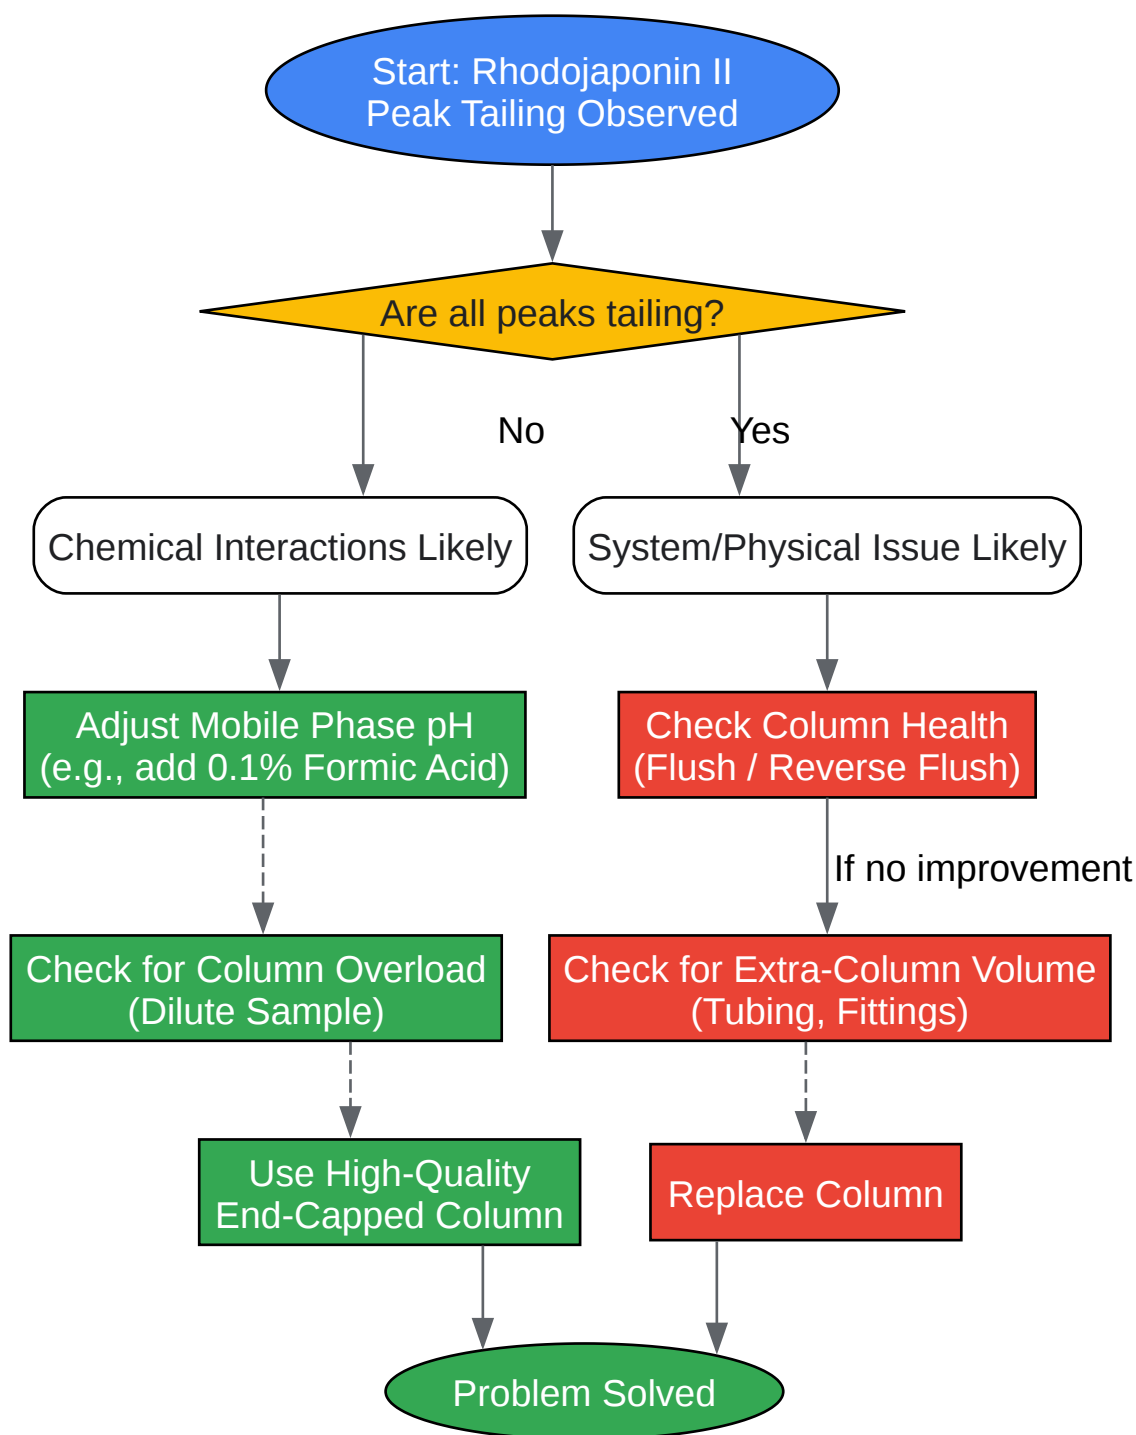 Start: Rhodojaponin II
Peak Tailing Observed
Are all peaks tailing?
No
Yes
Chemical Interactions Likely
System/Physical Issue Likely
Adjust Mobile Phase pH
(e.g., add 0.1% Formic Acid)
Check Column Health
(Flush / Reverse Flush)
If no improvement
Check for Column Overload
(Dilute Sample)
Check for Extra-Column Volume
(Tubing, Fittings)
Use High-Quality
End-Capped Column
Replace Column
Problem Solved